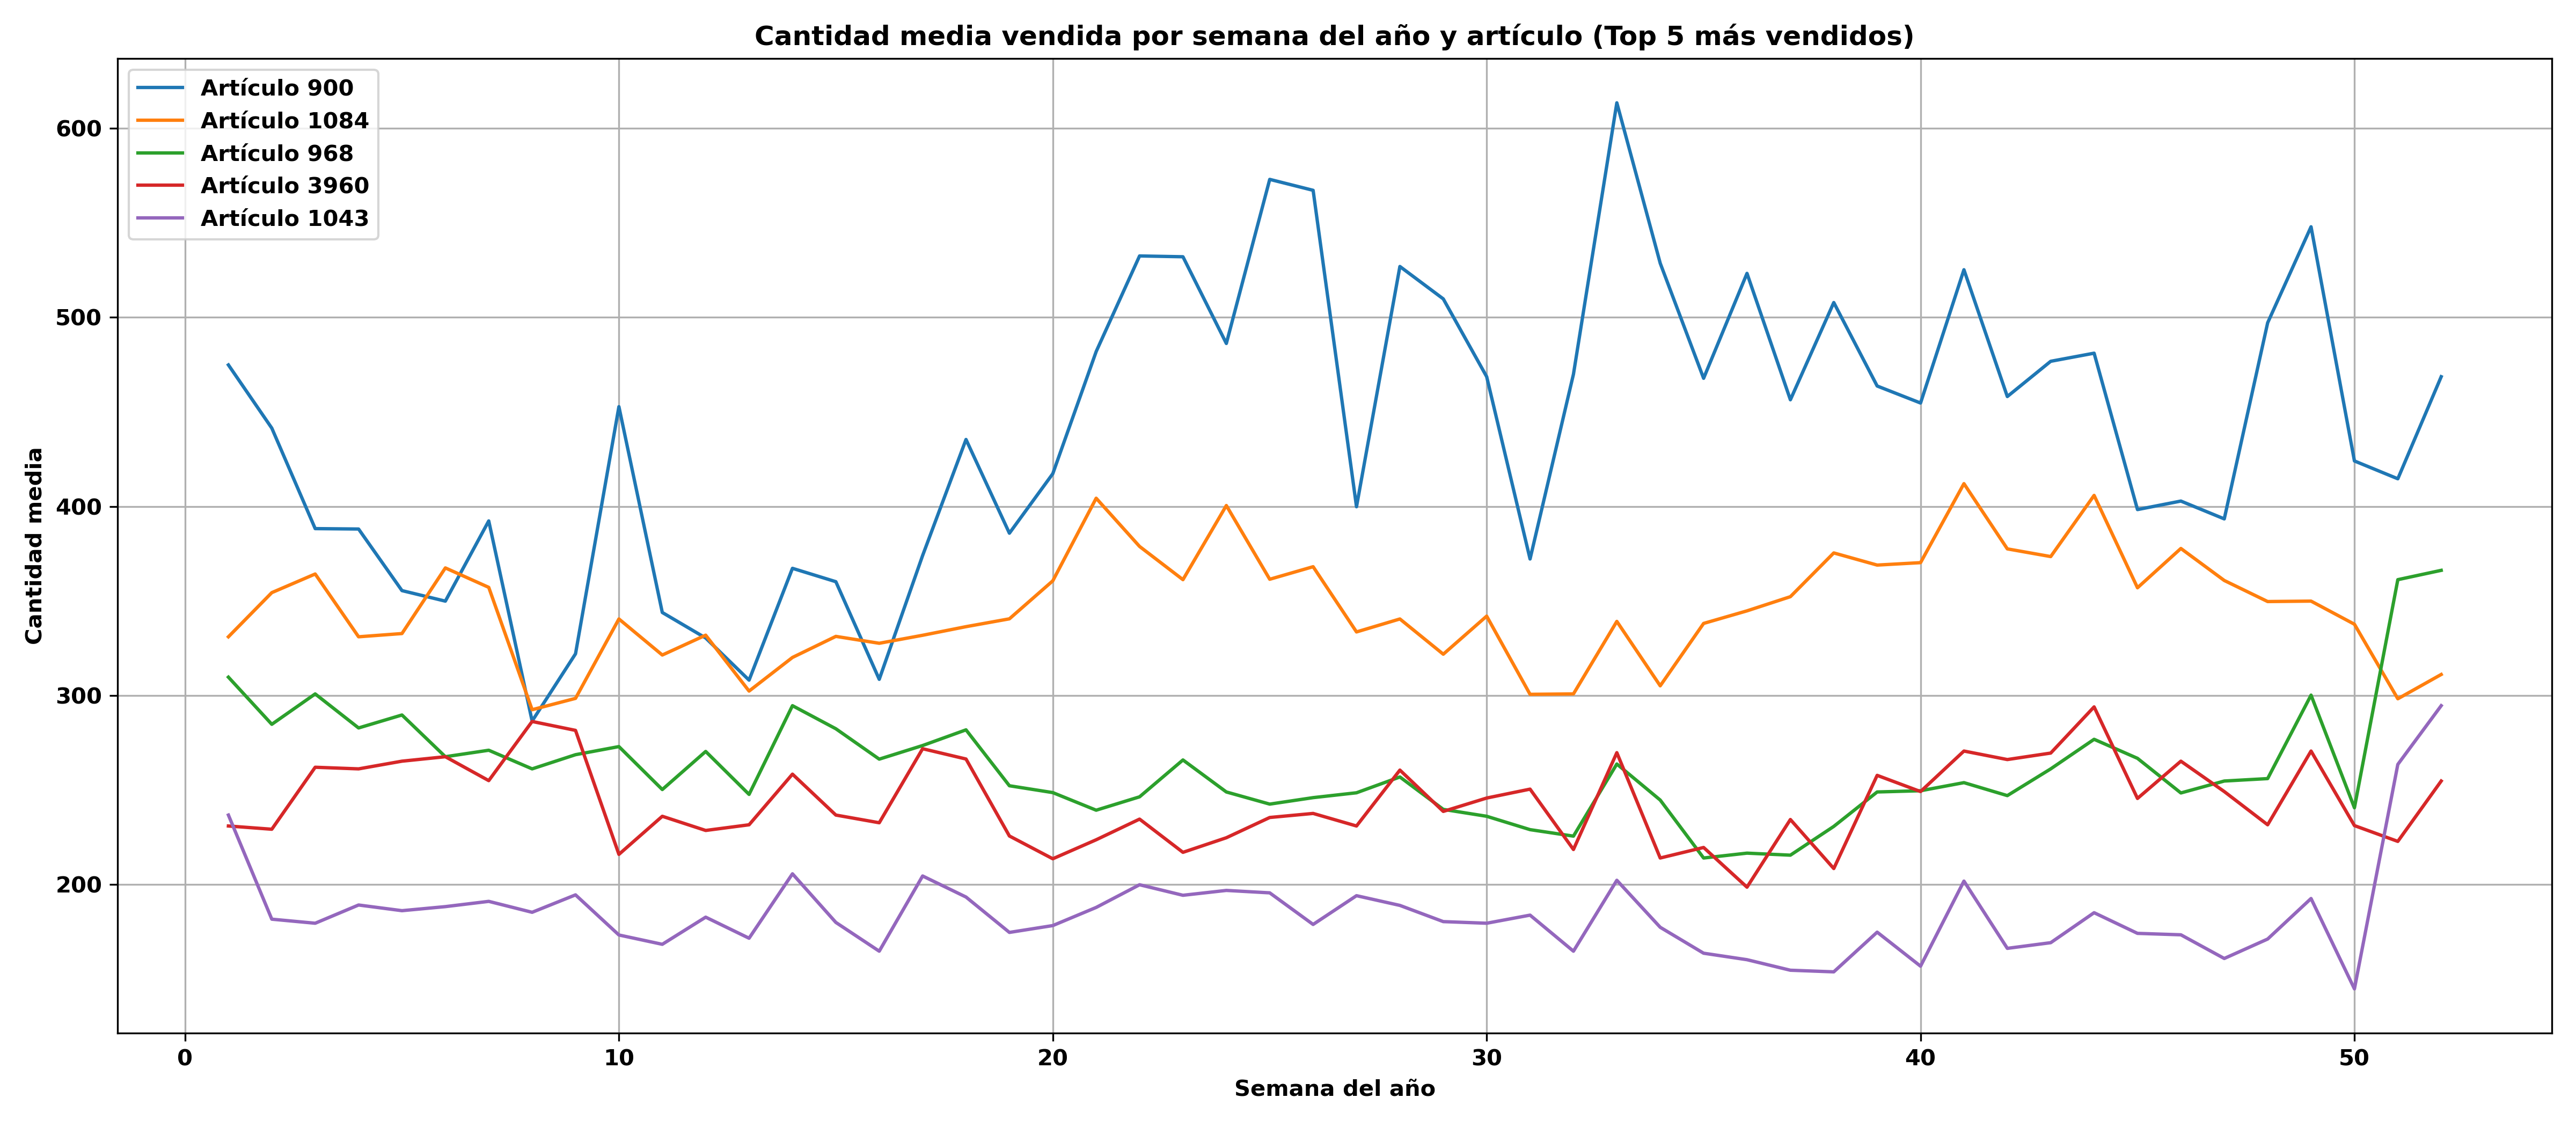 Cantidad media vendida por semana del año y artículo (Top 5 más vendidos)
Artículo 900
Artículo 1084
Artículo 968
Artículo 3960
Artículo 1043
600
500
400
300
200
Cantidad media
0 10 20 30 40 50
Semana del año